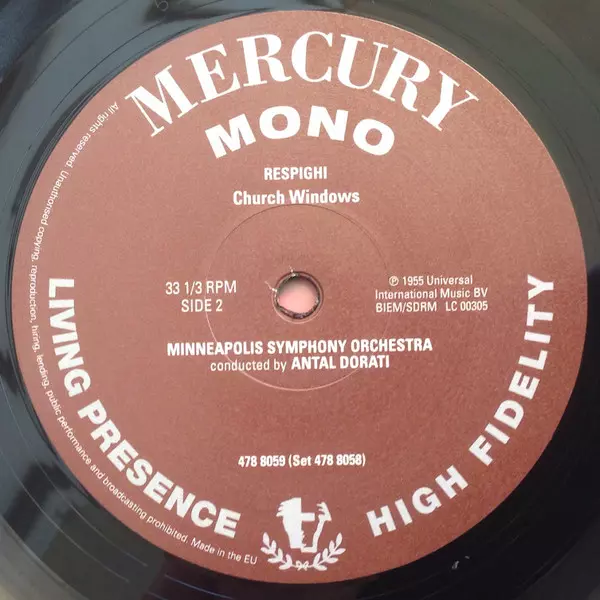 MERCURY
MONO
RESPIGHI
Church Windows
33 1/3 RPM
SIDE 2
℗ 1955 Universal
International Music BV
BIEM/SDRM LC 00305
MINNEAPOLIS SYMPHONY ORCHESTRA
conducted by ANTAL DORATI
478 8059 (Set 478 8058)
LIVING PRESENCE
HIGH FIDELITY
All rights reserved. Unauthorised copying, reproduction, hiring, lending, public performance and broadcasting prohibited. Made in the EU